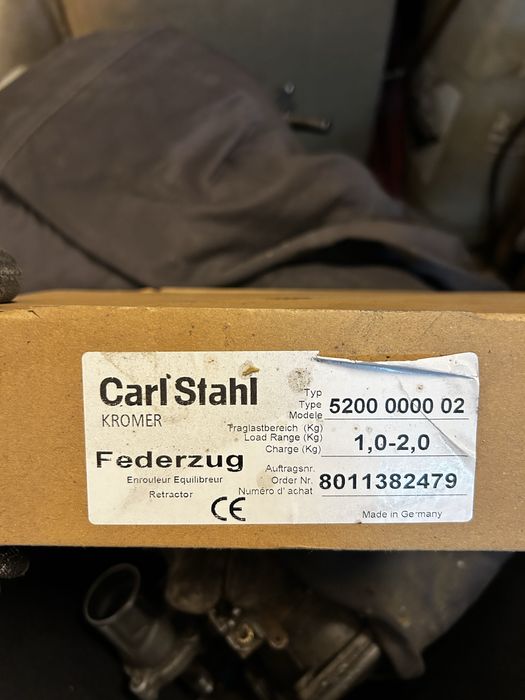 Carl Stahl
KROMER
Federzug
Enrouleur Equilibreur
Retractor
CE
Typ
Type
Modele
5200 0000 02
Traglastbereich (Kg)
Load Range (Kg)
Charge (Kg)
1,0-2,0
Auftragsnr.
Order Nr.
Numéro d' achat
8011382479
Made in Germany